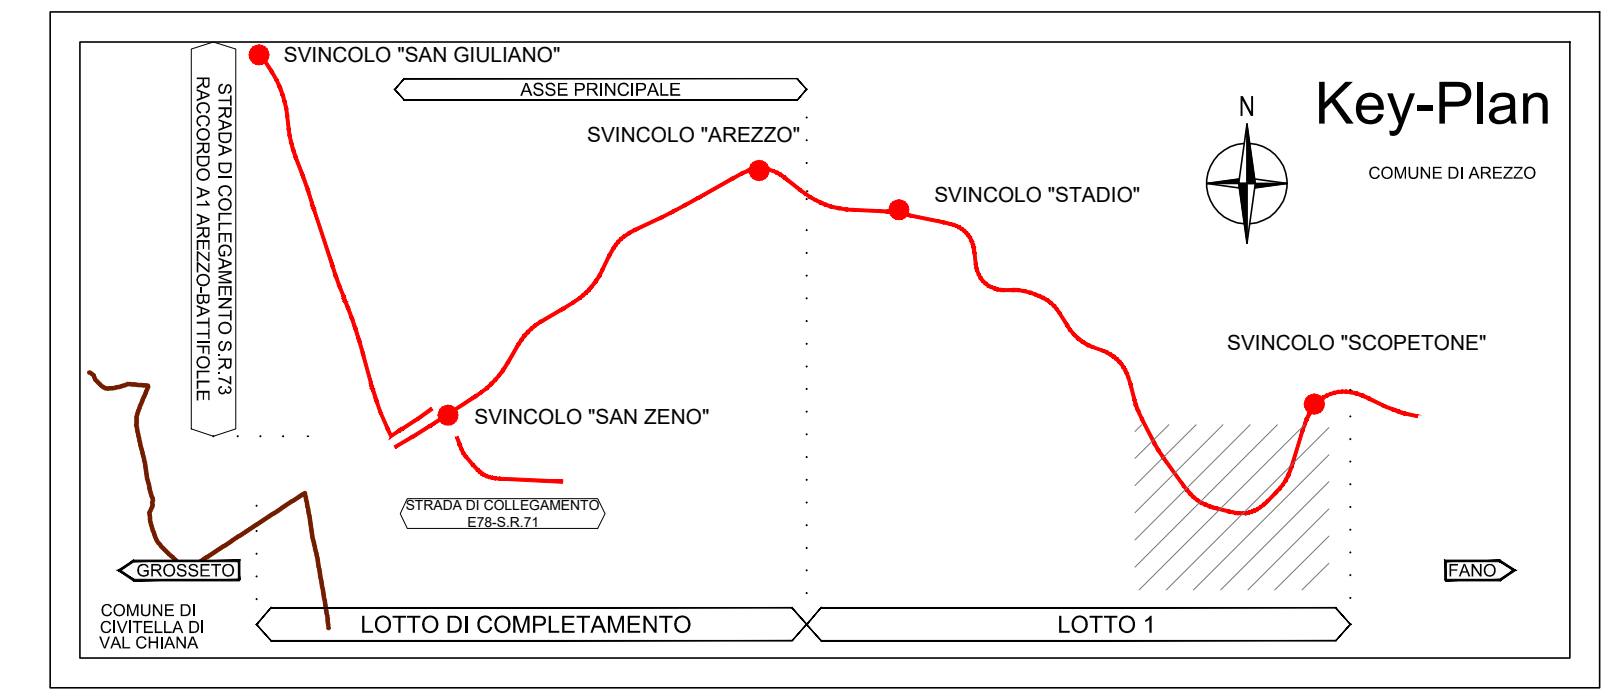 SVINCOLO "SAN GIULIANO"
STRADA DI COLLEGAMENTO S.R.73
RACCORDO A1 AREZZO-BATTIFOLLE
ASSE PRINCIPALE
Key-Plan
N
SVINCOLO "AREZZO"
COMUNE DI AREZZO
SVINCOLO "STADIO"
SVINCOLO "SCOPETONE"
SVINCOLO "SAN ZENO"
STRADA DI COLLEGAMENTO
E78-S.R.71
GROSSETO
FANO
COMUNE DI
CIVITELLA DI
VAL CHIANA
LOTTO DI COMPLETAMENTO
LOTTO 1